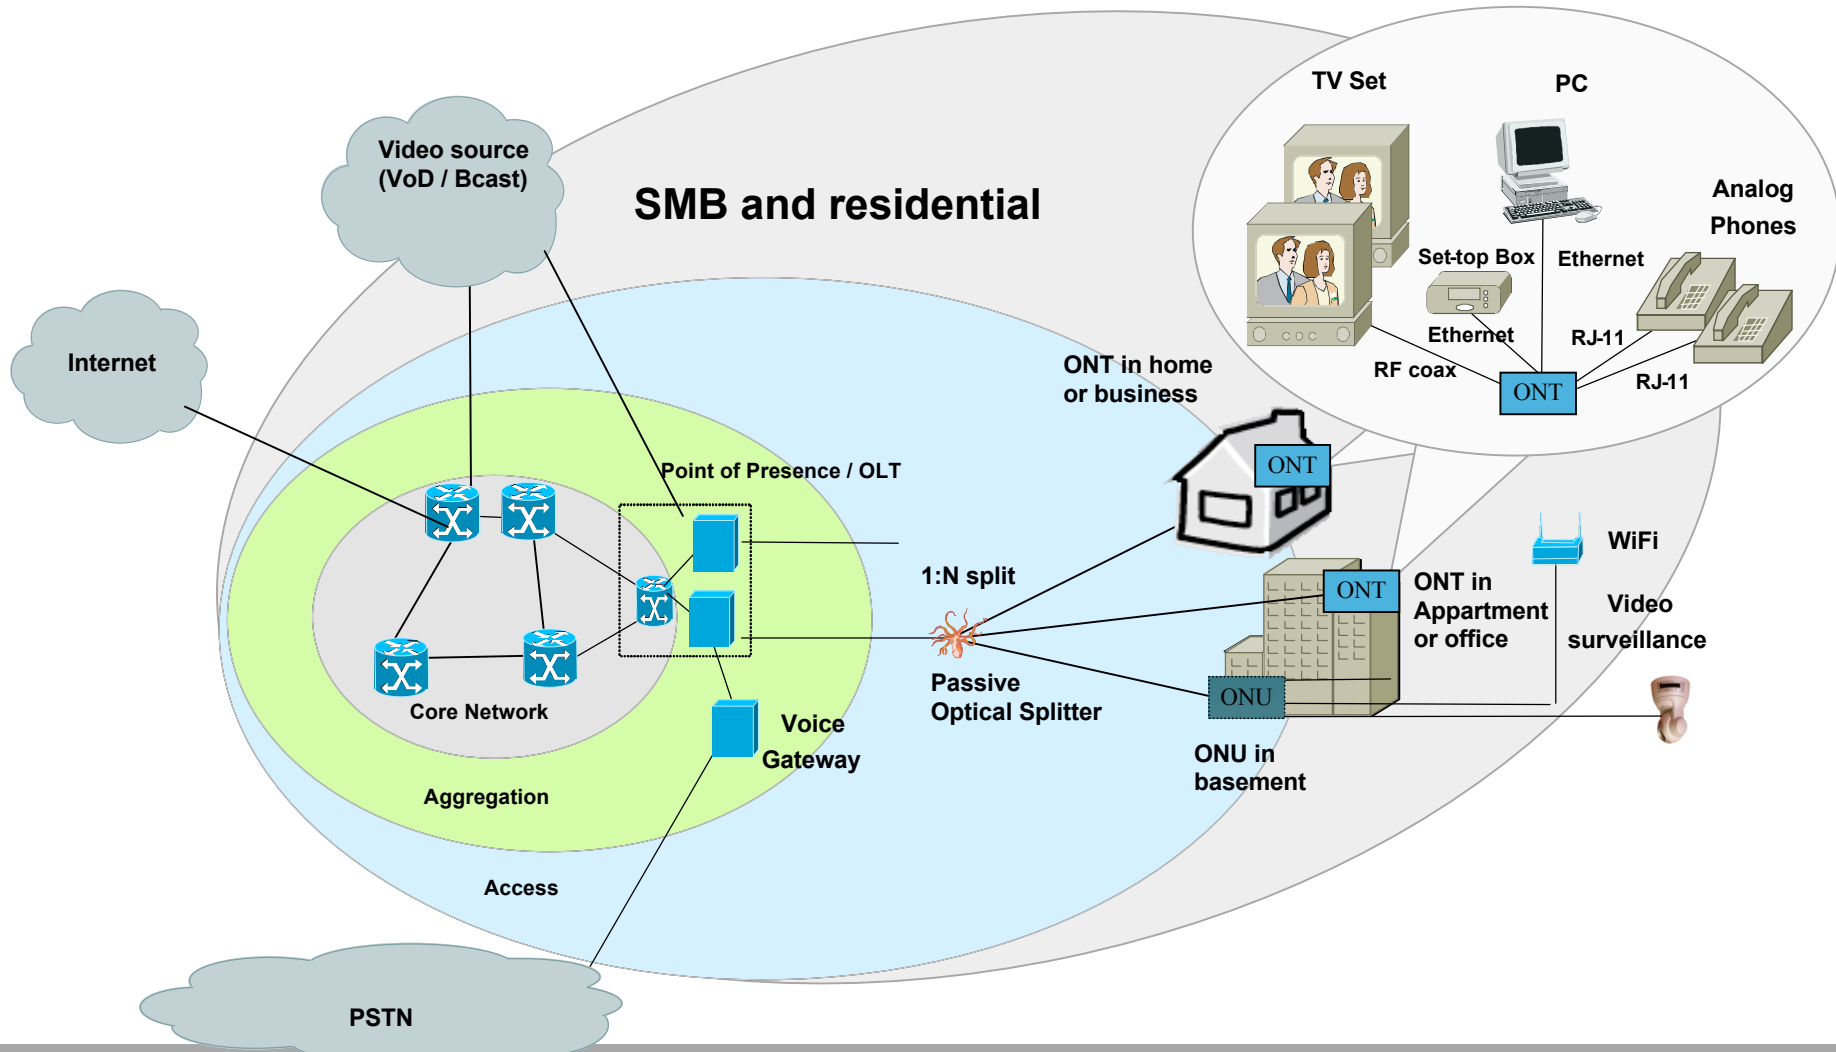 TV Set
PC
Video source
(VoD / Bcast)
SMB and residential
Analog
Phones
Set-top Box
Ethernet
Internet
Ethernet
RJ-11
ONT in home
or business
RF coax
RJ-11
ONT
ONT
Point of Presence / OLT
WiFi
1:N split
ONT
ONT in
Appartment
or office
Video
surveillance
Passive
Optical Splitter
ONU
Core Network
Voice
Gateway
ONU in
basement
Aggregation
Access
PSTN